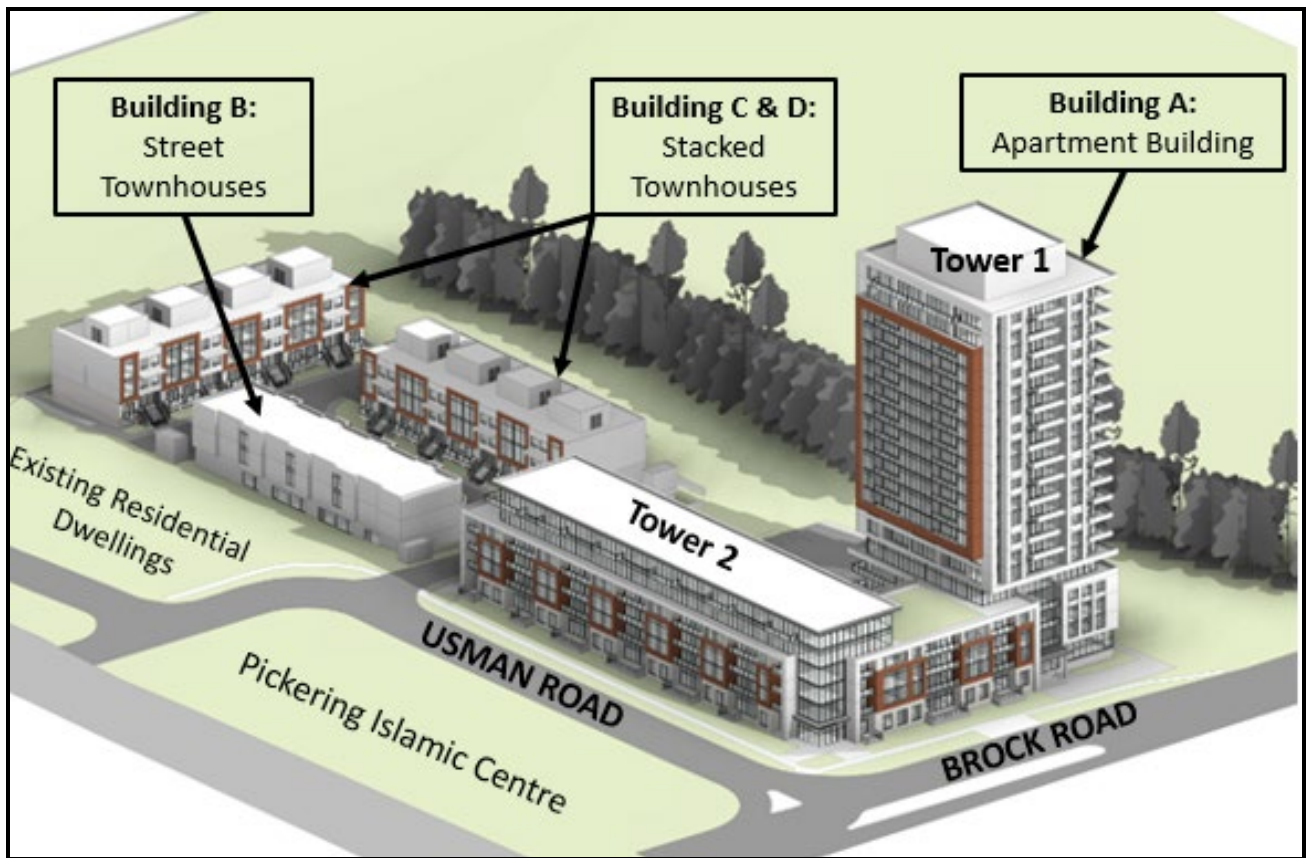 Building B:
Street
Townhouses
Building C & D:
Stacked
Townhouses
Building A:
Apartment Building
Tower 1
Tower 2
Existing Residential
Dwellings
USMAN ROAD
Pickering Islamic Centre
BROCK ROAD